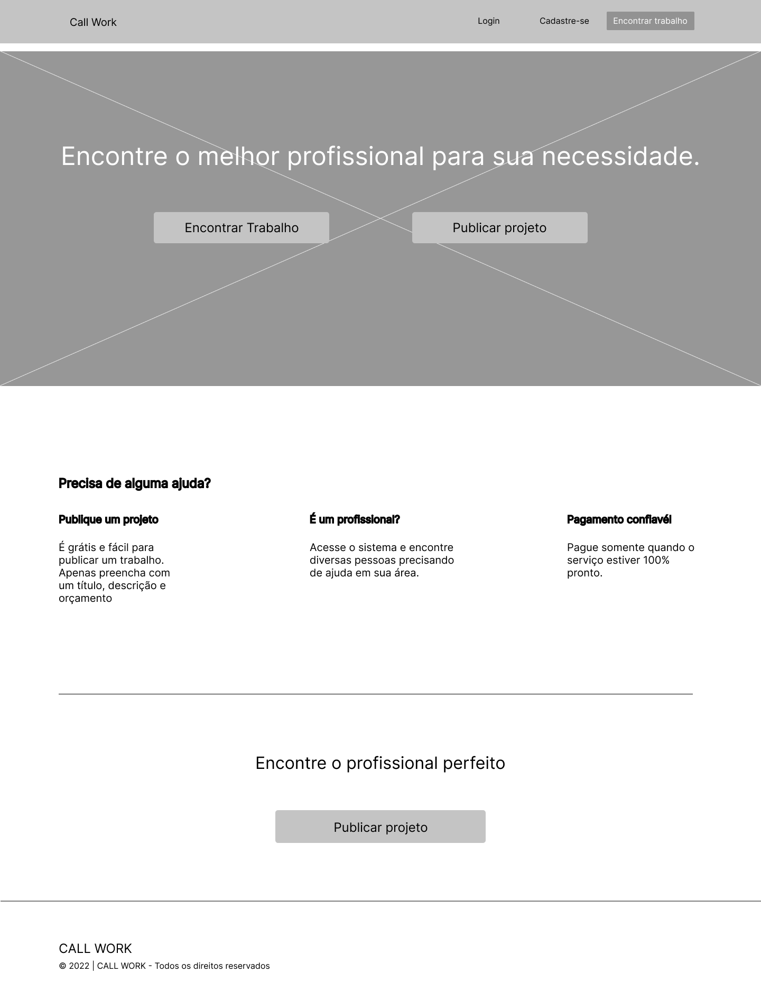 Call Work
Login
Cadastre-se
Encontrar trabalho
Encontre o melhor profissional para sua necessidade.
Encontrar Trabalho
Publicar projeto
Precisa de alguma ajuda?
Publique um projeto
É grátis e fácil para
publicar um trabalho.
Apenas preencha com
um título, descrição e
orçamento
É um profissional?
Acesse o sistema e encontre
diversas pessoas precisando
de ajuda em sua área.
Pagamento confiavél
Pague somente quando o
serviço estiver 100%
pronto.
Encontre o profissional perfeito
Publicar projeto
CALL WORK
© 2022 | CALL WORK - Todos os direitos reservados